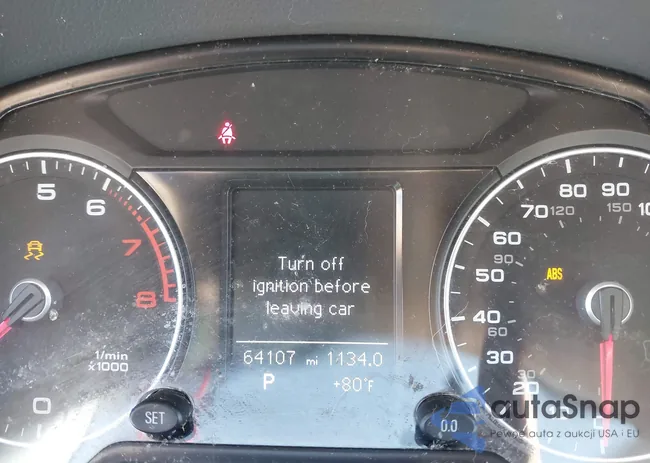 5
6
7
8
1/min
x1000
0
SET
Turn off
ignition before
leaving car
64107 mi 1134.0
P +80°F
ABS
20
30
40
50
60
70
80
90
10
30
60
90
120
150
0.0
autaSnap
Pewne auta z aukcji USA i EU